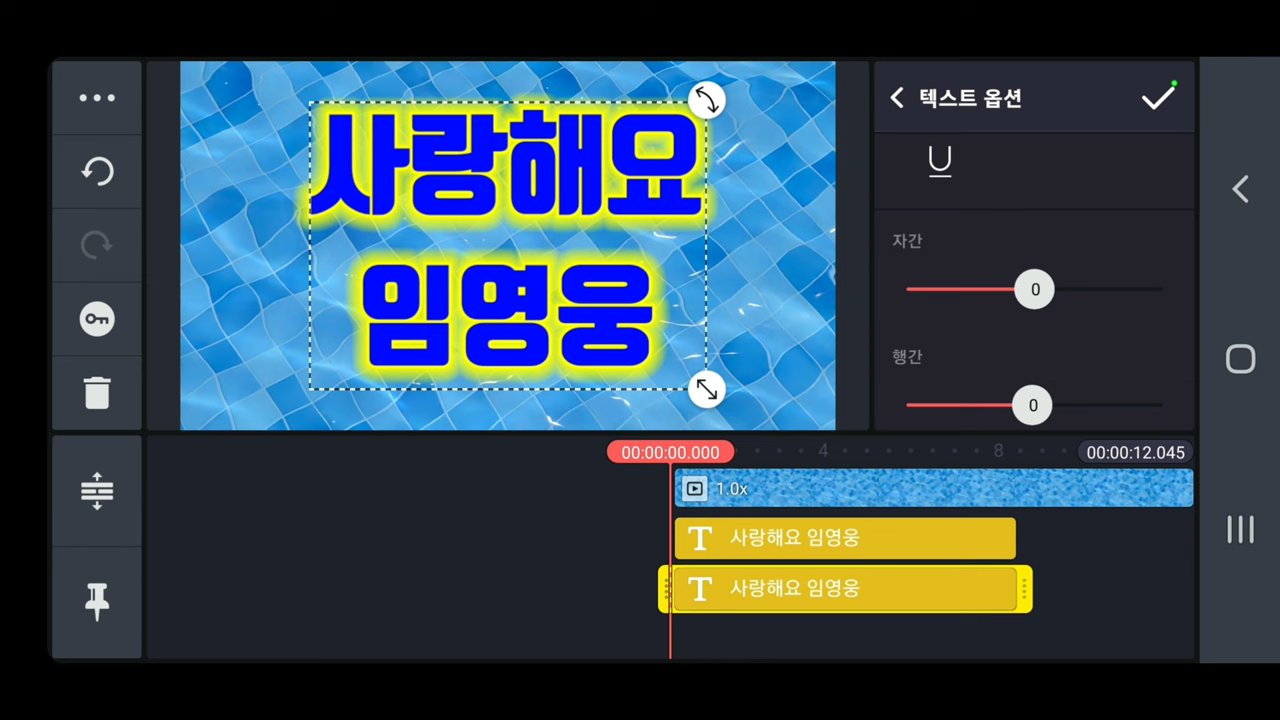 사랑해요
임영웅
텍스트 옵션
U
자간
0
행간
0
00:00:00.000
4
8
00:00:12.045
1.0x
T 사랑해요 임영웅
T 사랑해요 임영웅